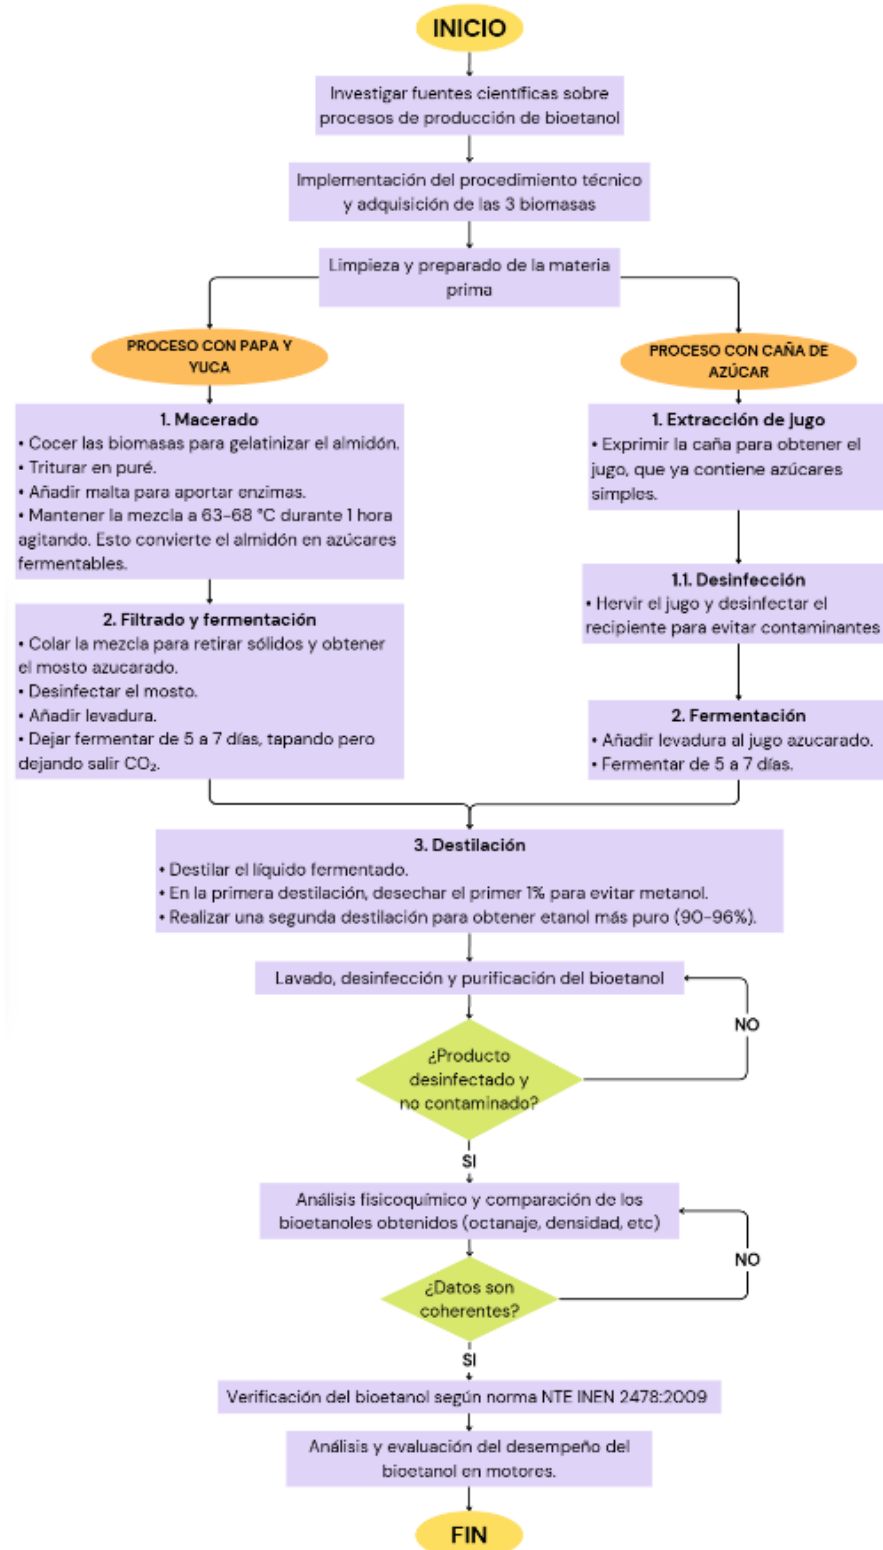 INICIO
Investigar fuentes científicas sobre
procesos de producción de bioetanol
Implementación del procedimiento técnico
y adquisición de las 3 biomasas
Limpieza y preparado de la materia
prima
PROCESO CON PAPA Y
YUCA
1. Macerado
• Cocer las biomasas para gelatinizar el almidón.
• Triturar en puré.
• Añadir malta para aportar enzimas.
• Mantener la mezcla a 63-68 °C durante 1 hora
agitando. Esto convierte el almidón en azúcares
fermentables.
2. Filtrado y fermentación
• Colar la mezcla para retirar sólidos y obtener
el mosto azucarado.
• Desinfectar el mosto.
• Añadir levadura.
• Dejar fermentar de 5 a 7 días, tapando pero
dejando salir CO₂.
PROCESO CON CAÑA DE
AZÚCAR
1. Extracción de jugo
• Exprimir la caña para obtener el
jugo, que ya contiene azúcares
simples.
1.1. Desinfección
• Hervir el jugo y desinfectar el
recipiente para evitar contaminantes
2. Fermentación
• Añadir levadura al jugo azucarado.
• Fermentar de 5 a 7 días.
3. Destilación
• Destilar el líquido fermentado.
• En la primera destilación, desechar el primer 1% para evitar metanol.
• Realizar una segunda destilación para obtener etanol más puro (90-96%).
Lavado, desinfección y purificación del bioetanol
NO
¿Producto
desinfectado y
no contaminado?
SI
Análisis fisicoquímico y comparación de los
bioetanoles obtenidos (octanaje, densidad, etc)
NO
¿Datos son
coherentes?
SI
Verificación del bioetanol según norma NTE INEN 2478:2009
Análisis y evaluación del desempeño del
bioetanol en motores.
FIN